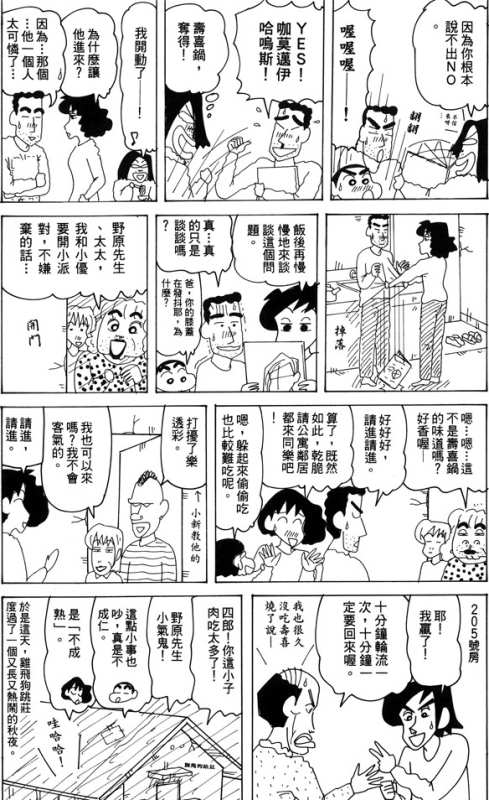 因為你根本
說不出NO
。
喔喔喔
！
翻
翻
YES！
咖莫邁伊
哈嗚斯！
壽喜鍋，
奪得！
我開動了—！
為什麼讓
他進來？
因為…那個
…他一個人
太可憐了…
掉落
飯後再慢
慢地來談
談這個問
題。
真…真
的只是
談談嗎
？
爸，你的膝蓋
在發抖耶，為
什麼？
野原先生
、太太，
我和小優
要開小派
對，不嫌
棄的話…
開門
嗯…嗯…這
不是壽喜鍋
的味道嗎？
好香喔—
好好好，
請進請進。
算了，既然
如此，乾脆
請公寓鄰居
都來同樂吧
！
嗯，躲起來偷偷吃
也比較難吃呢。
打擾了樂
透彩。
←小新教他的
我也可以來
嗎？我不會
客氣的。
請進，
請進。
205號房
耶！
我贏了！
十分鐘輪流一
次，十分鐘一
定要回來喔。
我也很久
沒吃壽喜
燒了說—
四郎！你這小子
肉吃太多了！
野原先生
小氣鬼！
這點小事也
吵，真是不
成仁。
是「不成
熟」。
哇哈哈！
於是這天，雞飛狗跳莊
度過了一個又長又熱鬧的秋夜。